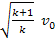 √((k+1)/k) v₀